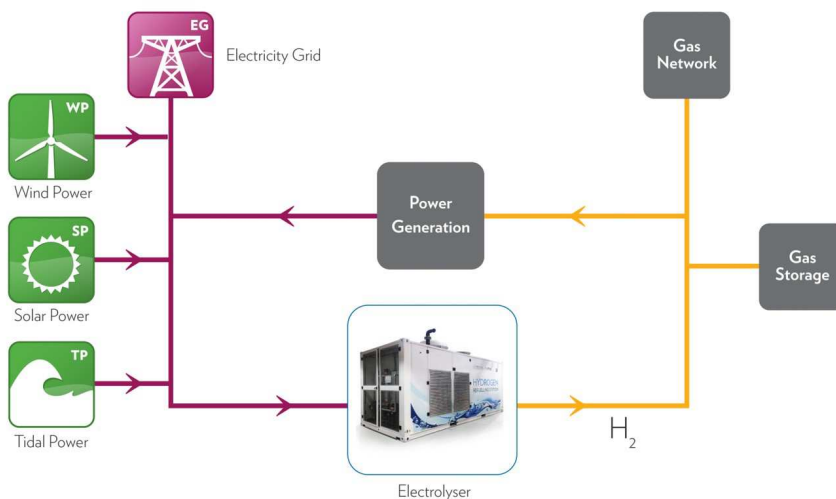 EG
Electricity Grid
Gas
Network
WP
Wind Power
Power
Generation
SP
Solar Power
Gas
Storage
TP
Tidal Power
HYDROGEN
H2
Electrolyser